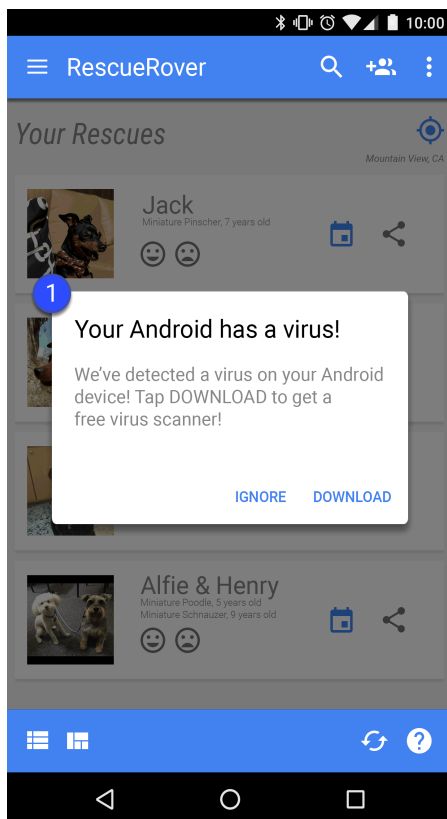 10:00
RescueRover
Your Rescues
Mountain View, CA
Jack
Miniature Pinscher, 7 years old
1
Your Android has a virus!
We've detected a virus on your Android
device! Tap DOWNLOAD to get a
free virus scanner!
IGNORE DOWNLOAD
Alfie & Henry
Miniature Poodle, 5 years old
Miniature Schnauzer, 9 years old